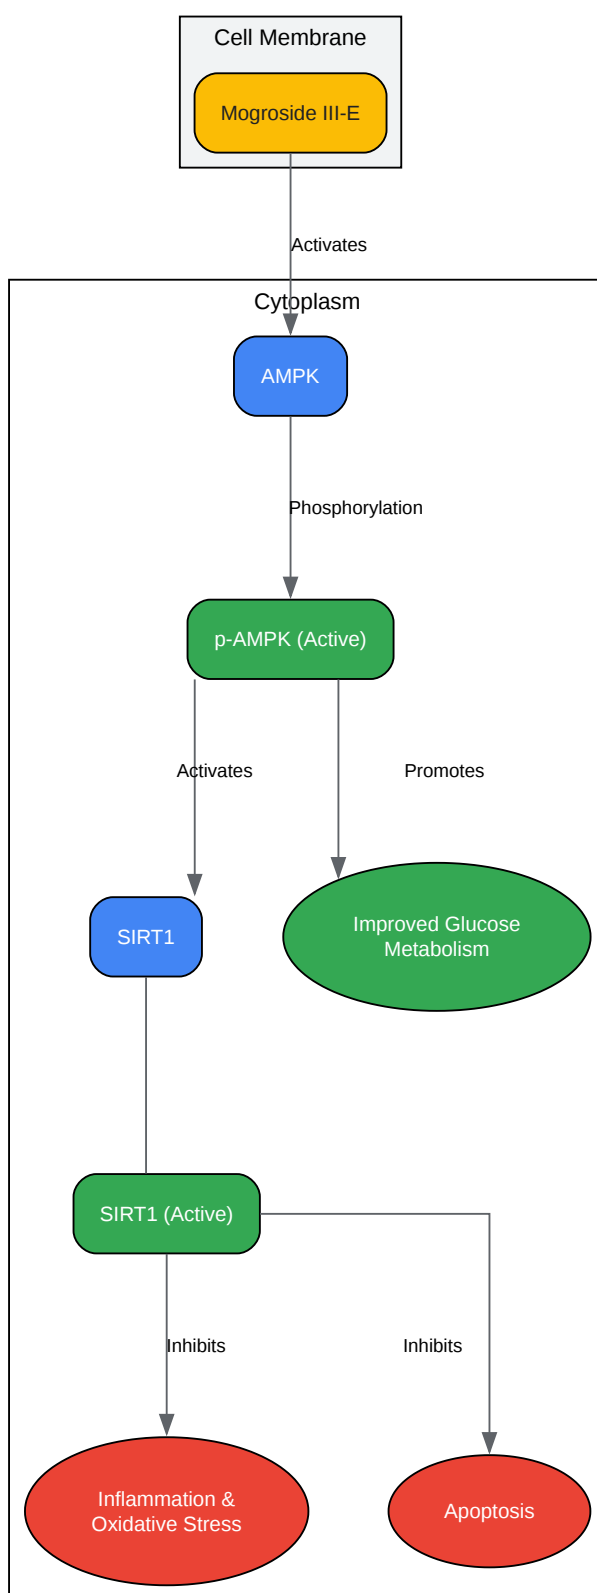 Cell Membrane
Mogroside III-E
Activates
Cytoplasm
AMPK
Phosphorylation
p-AMPK (Active)
Activates
Promotes
SIRT1
Improved Glucose
Metabolism
SIRT1 (Active)
Inhibits
Inhibits
Inflammation &
Oxidative Stress
Apoptosis